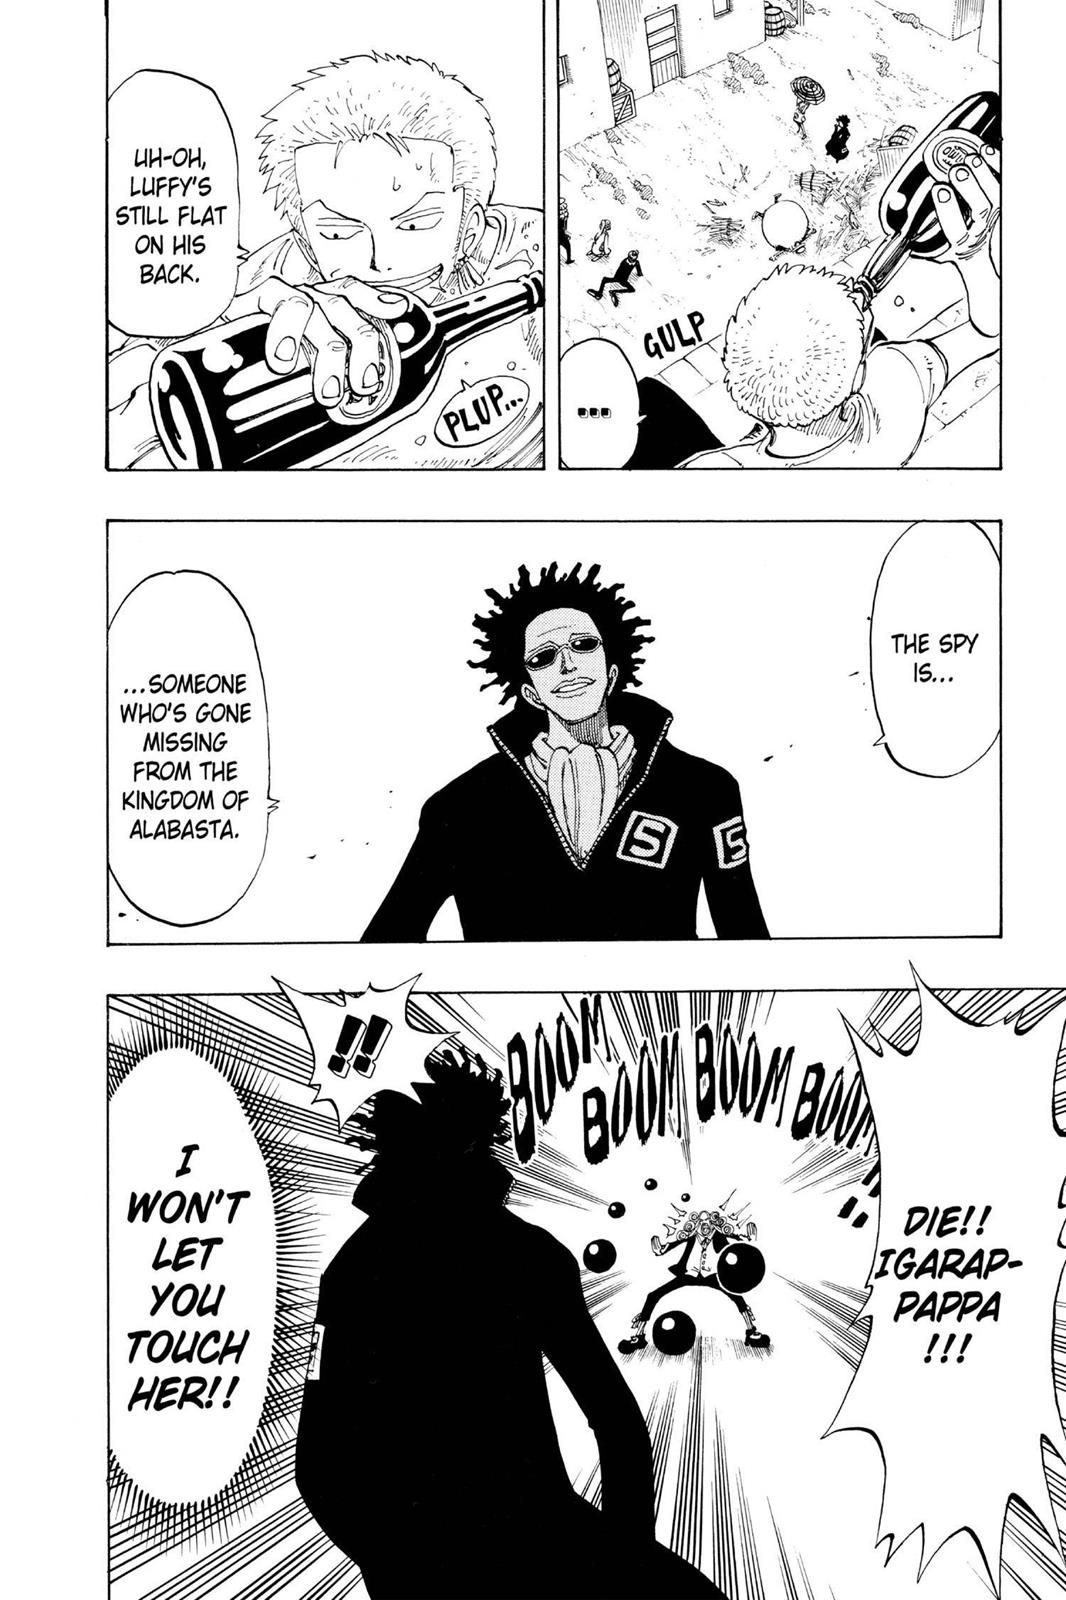 GULP
...
UH-OH,
LUFFY'S
STILL FLAT
ON HIS
BACK.
PLUP...
THE SPY
IS...
...SOMEONE
WHO'S GONE
MISSING
FROM THE
KINGDOM OF
ALABASTA.
S
S
DIE!!
IGARAP-
PAPPA
!!!
BOOM
BOOM
BOOM
BOOM
!!
!!
I
WON'T
LET
YOU
TOUCH
HER!!